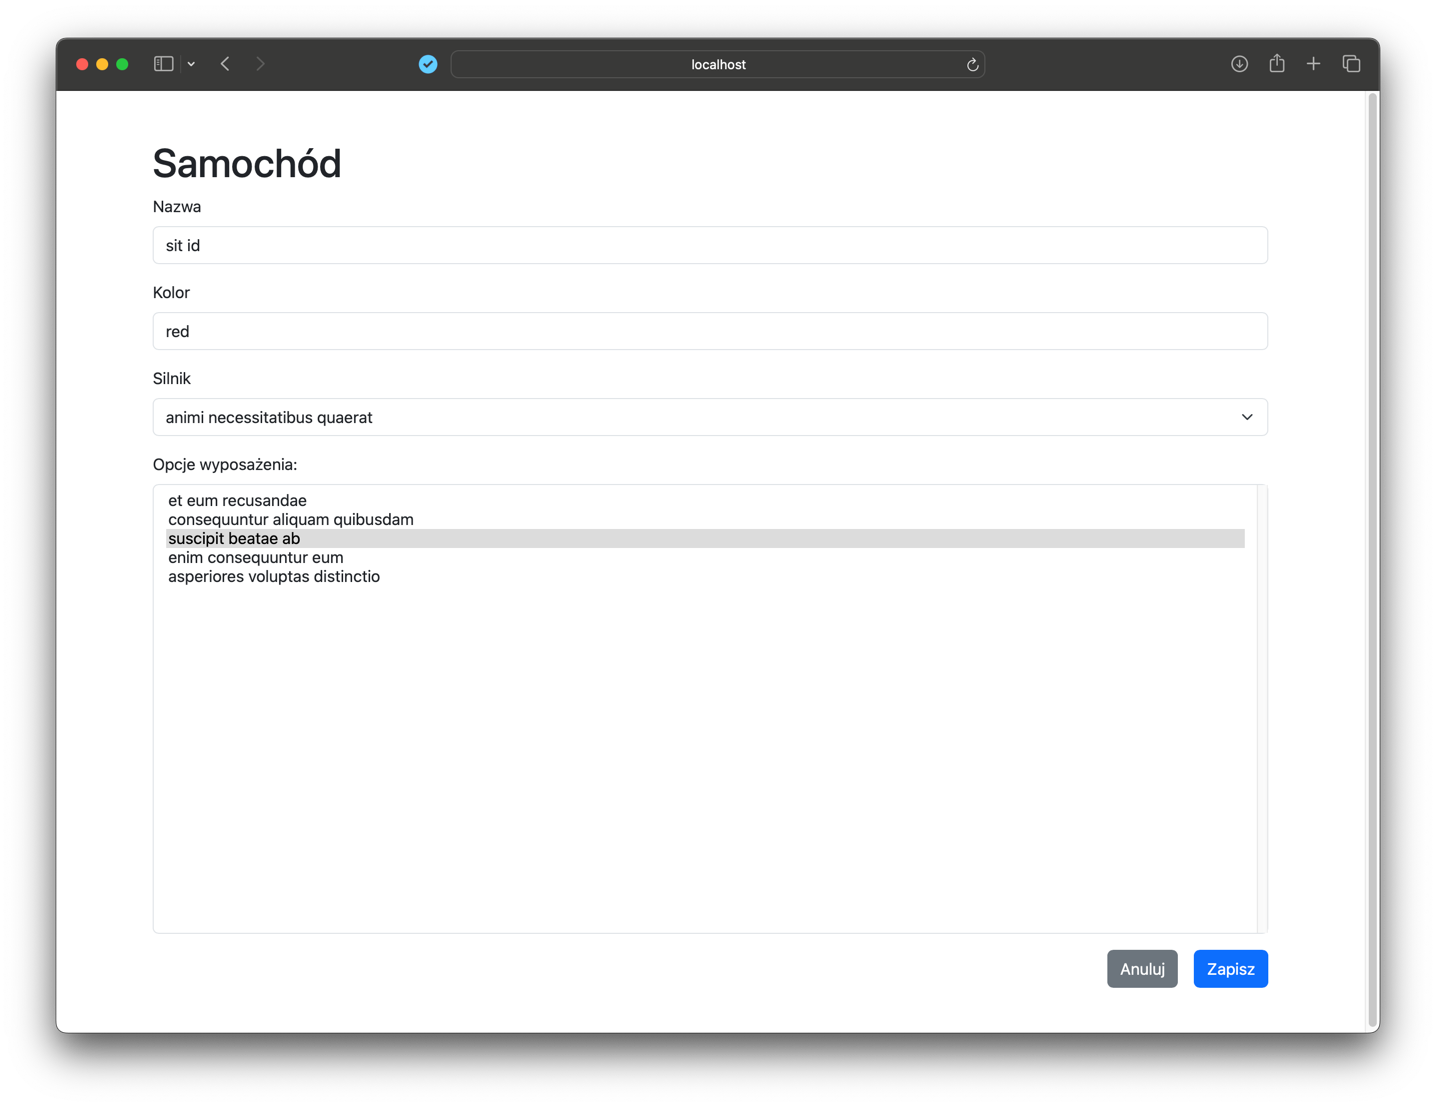 localhost
Samochód
Nazwa
sit id
Kolor
red
Silnik
animi necessitatibus quaerat
Opcje wyposażenia:
et eum recusandae
consequuntur aliquam quibusdam
suscipit beatae ab
enim consequuntur eum
asperiores voluptas distinctio
Anuluj Zapisz